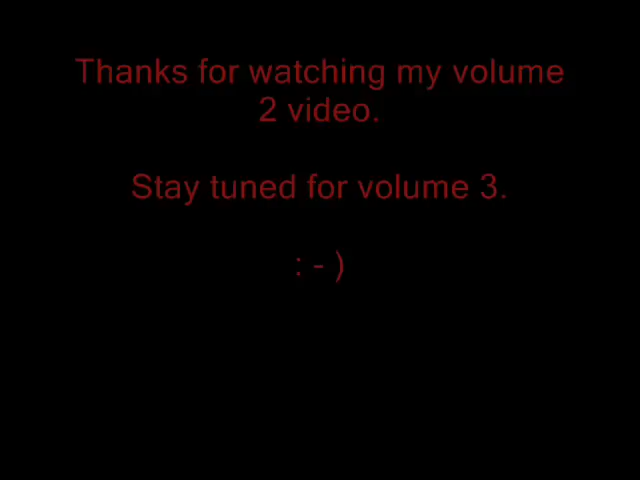 Thanks for watching my volume
2 video.
Stay tuned for volume 3.
: - )